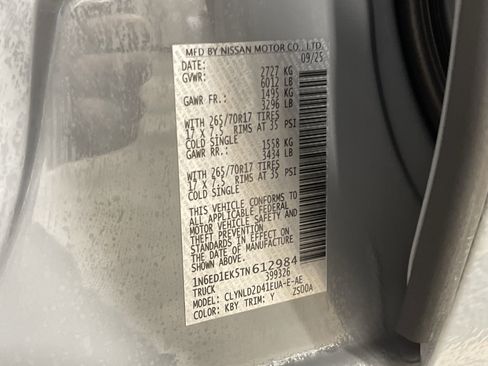 MFD BY NISSAN MOTOR CO., LTD.
DATE: 09/25
GVWR: 2727 KG
6012 LB
GAWR FR.: 1495 KG
3296 LB
WITH 265/70R17 TIRES
17 X 7.5 RIMS AT 35 PSI
COLD SINGLE
GAWR RR.: 1558 KG
3434 LB
WITH 265/70R17 TIRES
17 X 7.5 RIMS AT 35 PSI
COLD SINGLE
THIS VEHICLE CONFORMS TO
ALL APPLICABLE FEDERAL
MOTOR VEHICLE SAFETY AND
THEFT PREVENTION
STANDARDS IN EFFECT ON
THE DATE OF MANUFACTURE
SHOWN ABOVE.
1N6ED1EK5TN612984
TRUCK 399326
MODEL: CLYNLD2D41EUA-E-AE
COLOR: KBY TRIM: Y 2S00A